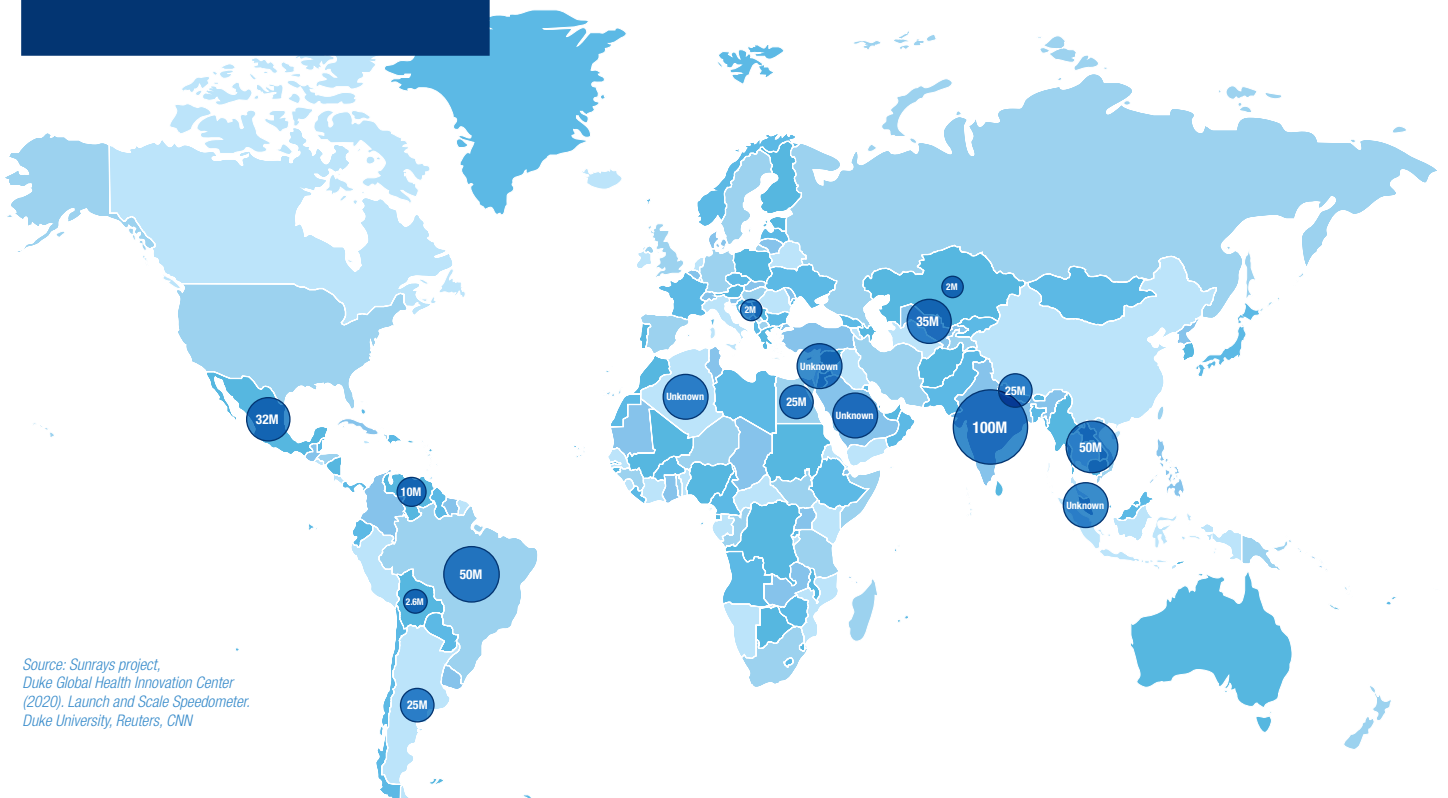 2M
2M
35M
Unknown
Unknown
25M
Unknown
25M
32M
100M
50M
10M
Unknown
50M
2.6M
25M
Source: Sunrays project,
Duke Global Health Innovation Center
(2020). Launch and Scale Speedometer.
Duke University, Reuters, CNN